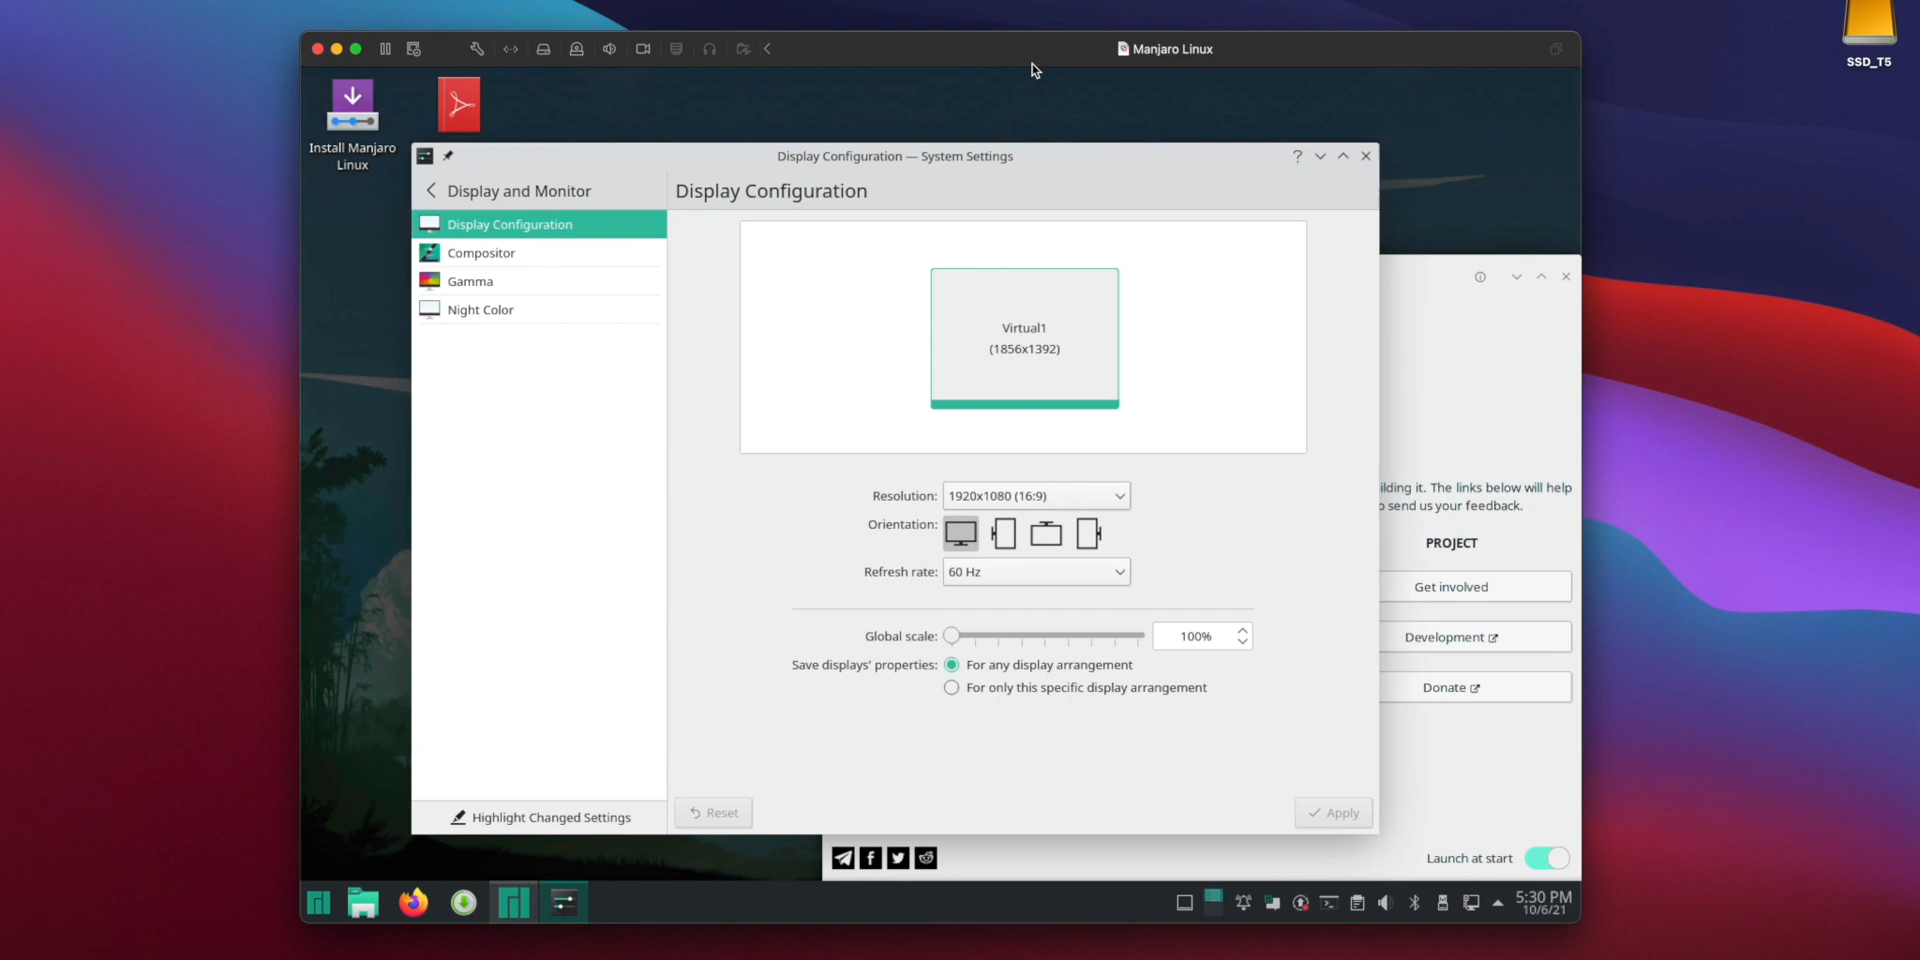 Manjaro Linux
SSD_T5
Install Manjaro
Linux
Display Configuration — System Settings
Display and Monitor
Display Configuration
Display Configuration
Compositor
Gamma
Night Color
Virtual1
(1856x1392)
Resolution: 1920x1080 (16:9)
Orientation:
Refresh rate: 60 Hz
Global scale: 100%
Save displays' properties: For any display arrangement
For only this specific display arrangement
Highlight Changed Settings
Reset
Apply
ilding it. The links below will help
o send us your feedback.
PROJECT
Get involved
Development
Donate
Launch at start
5:30 PM
10/6/21